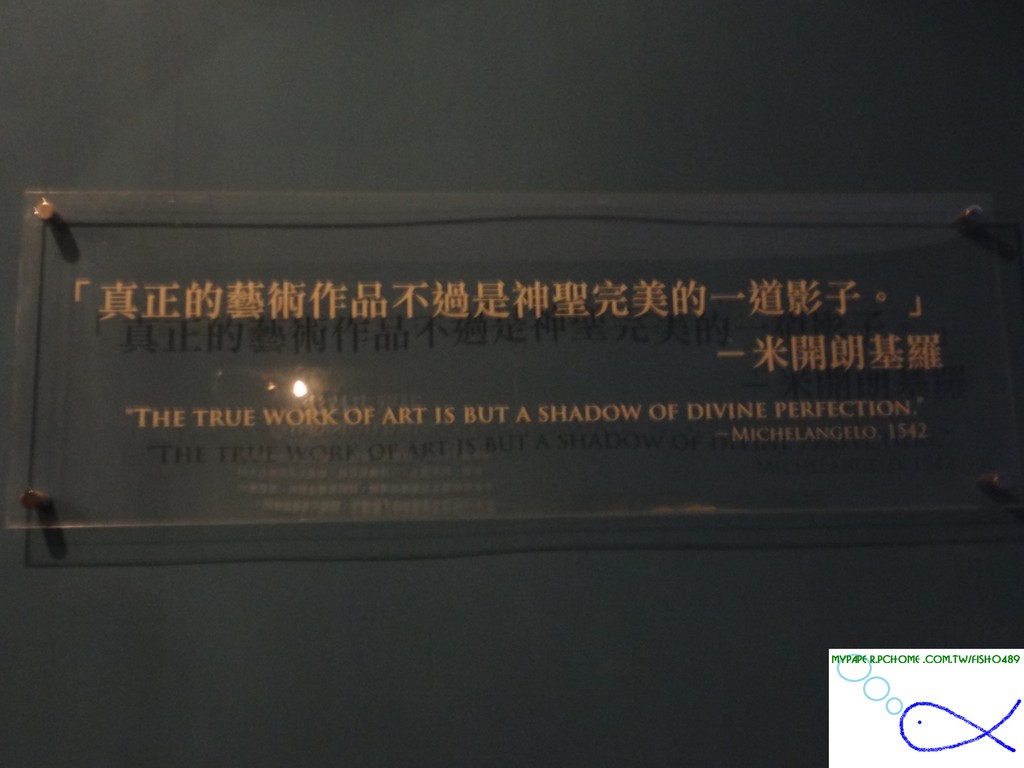 「真正的藝術作品不過是神聖完美的一道影子。」
－米開朗基羅
"THE TRUE WORK OF ART IS BUT A SHADOW OF DIVINE PERFECTION."
－MICHELANGELO, 1542
MYPAPER.PCHOME.COM.TW/FISH0489